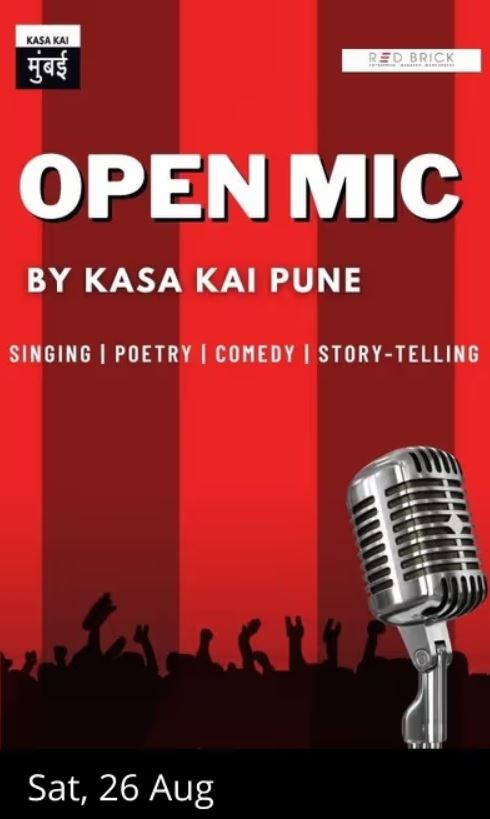 KASA KAI
मुंबई
RED BRICK
OPEN MIC
BY KASA KAI PUNE
SINGING | POETRY | COMEDY | STORY-TELLING
Sat, 26 Aug